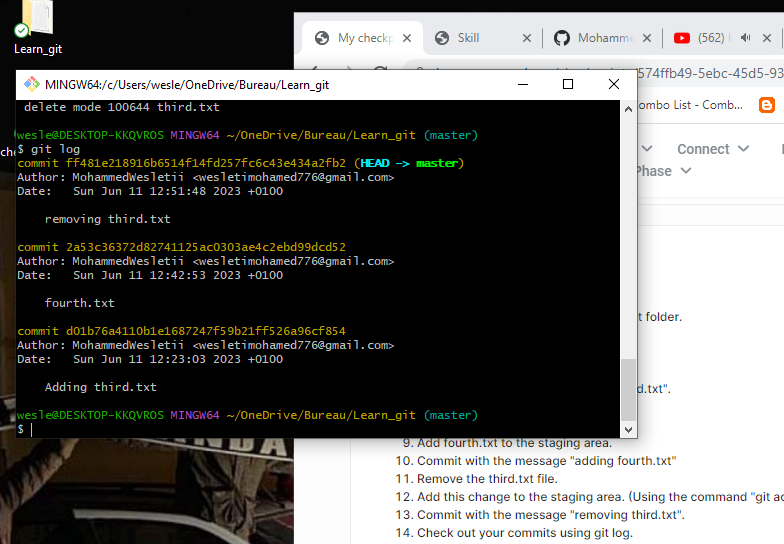 Learn_git
My checkp
Skill
Mohamme
(562)
574ffb49-5ebc-45d5-93
MINGW64:/c/Users/wesle/OneDrive/Bureau/Learn_git
ombo List - Comb...
delete mode 100644 third.txt
wesle@DESKTOP-KKQVROS MINGW64 ~/OneDrive/Bureau/Learn_git (master)
$ git log
commit ff481e218916b6514f14fd257fc6c43e434a2fb2 (HEAD -> master)
Author: MohammedWesletii <wesletimohamed776@gmail.com>
Date:   Sun Jun 11 12:51:48 2023 +0100
removing third.txt
commit 2a53c36372d82741125ac0303ae4c2ebd99dcd52
Author: MohammedWesletii <wesletimohamed776@gmail.com>
Date:   Sun Jun 11 12:42:53 2023 +0100
fourth.txt
commit d01b76a4110b1e1687247f59b21ff526a96cf854
Author: MohammedWesletii <wesletimohamed776@gmail.com>
Date:   Sun Jun 11 12:23:03 2023 +0100
Adding third.txt
wesle@DESKTOP-KKQVROS MINGW64 ~/OneDrive/Bureau/Learn_git (master)
$
che
Connect
Phase
t folder.
d.txt".
9. Add fourth.txt to the staging area.
10. Commit with the message "adding fourth.txt"
11. Remove the third.txt file.
12. Add this change to the staging area. (Using the command "git ad
13. Commit with the message "removing third.txt".
14. Check out your commits using git log.